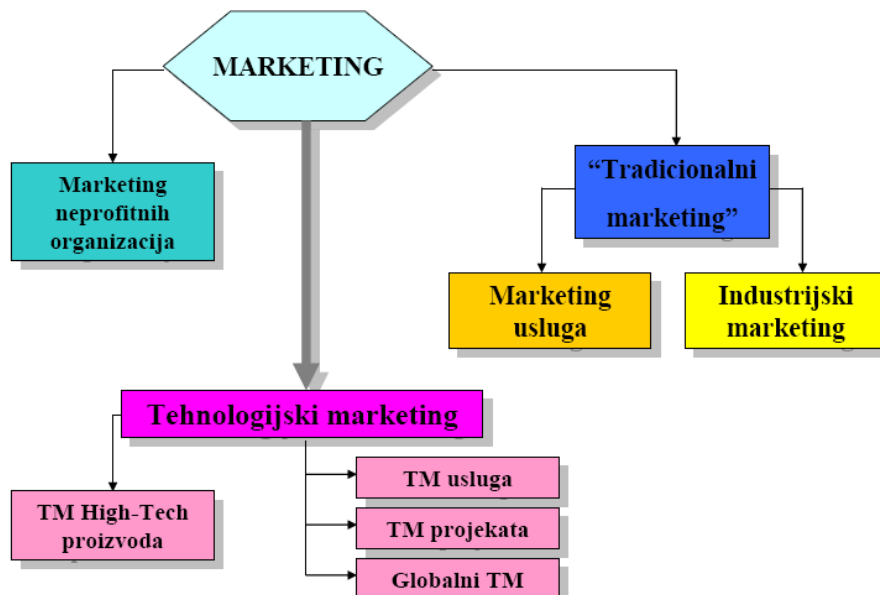 MARKETING
Marketing
neprofitnih
organizacija
“Tradicionalni
marketing”
Marketing
usluga
Industrijski
marketing
Tehnologijski marketing
TM High-Tech
proizvoda
TM usluga
TM projekata
Globalni TM